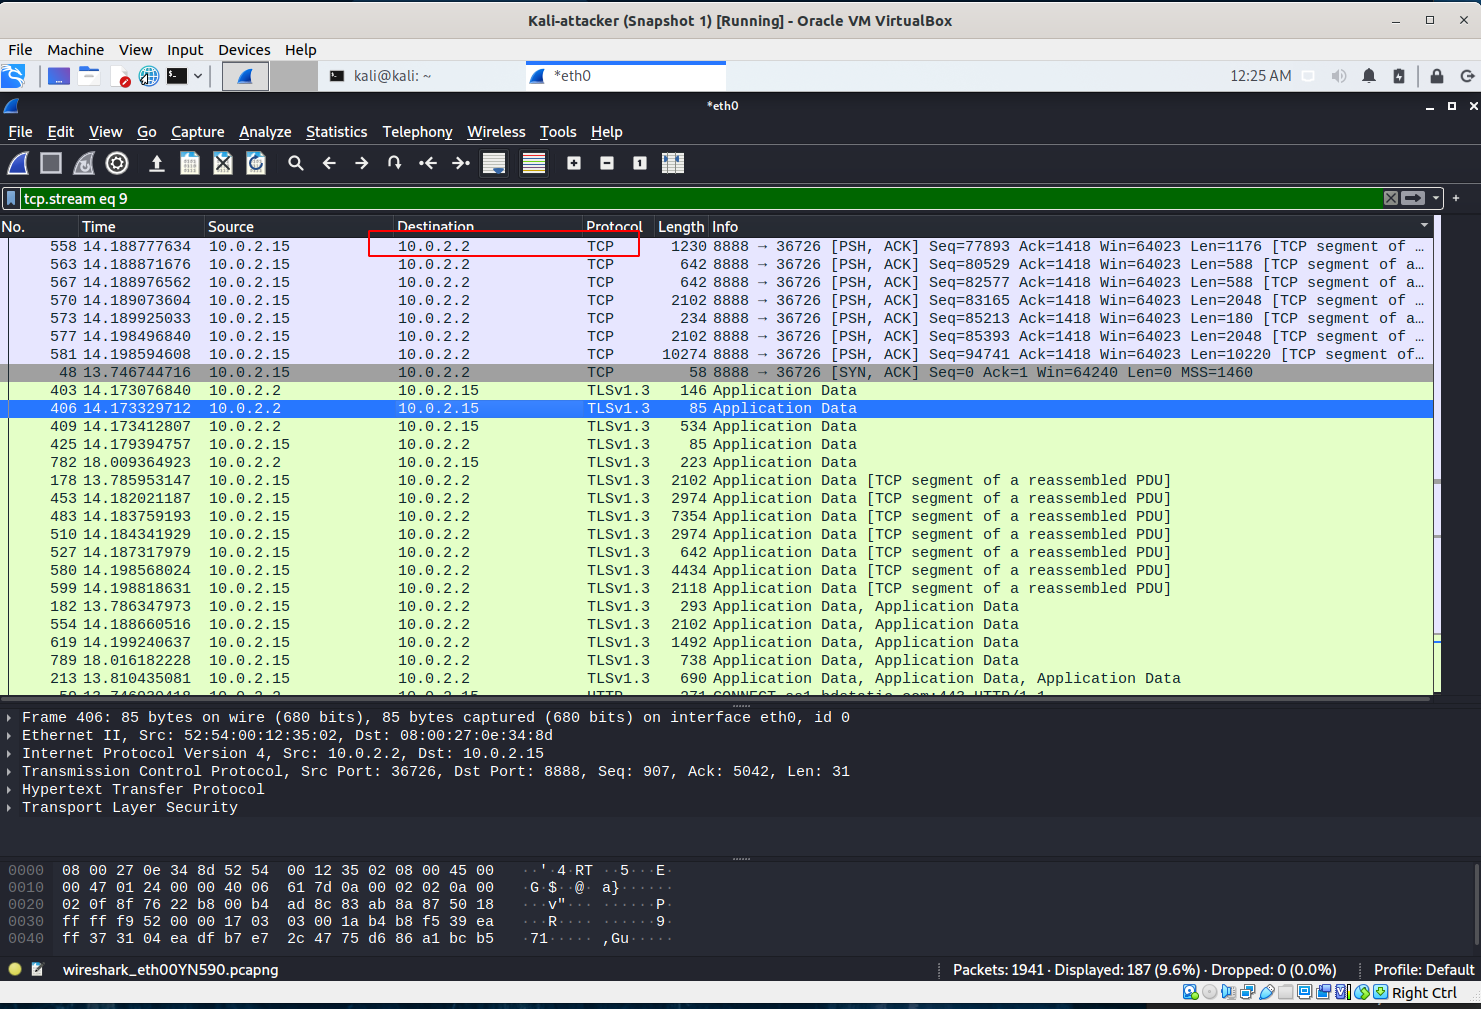 Kali-attacker (Snapshot 1) [Running] - Oracle VM VirtualBox
File Machine View Input Devices Help
kali@kali: ~ *eth0 12:25 AM
*eth0
File Edit View Go Capture Analyze Statistics Telephony Wireless Tools Help
tcp.stream eq 9
No. Time Source Destination Protocol Length Info
558 14.188777634 10.0.2.15 10.0.2.2 TCP 1230 8888 → 36726 [PSH, ACK] Seq=77893 Ack=1418 Win=64023 Len=1176 [TCP segment of …
563 14.188871676 10.0.2.15 10.0.2.2 TCP 642 8888 → 36726 [PSH, ACK] Seq=80529 Ack=1418 Win=64023 Len=588 [TCP segment of a…
567 14.188976562 10.0.2.15 10.0.2.2 TCP 642 8888 → 36726 [PSH, ACK] Seq=82577 Ack=1418 Win=64023 Len=588 [TCP segment of a…
570 14.189073604 10.0.2.15 10.0.2.2 TCP 2102 8888 → 36726 [PSH, ACK] Seq=83165 Ack=1418 Win=64023 Len=2048 [TCP segment of …
573 14.189925033 10.0.2.15 10.0.2.2 TCP 234 8888 → 36726 [PSH, ACK] Seq=85213 Ack=1418 Win=64023 Len=180 [TCP segment of a…
577 14.198496840 10.0.2.15 10.0.2.2 TCP 2102 8888 → 36726 [PSH, ACK] Seq=85393 Ack=1418 Win=64023 Len=2048 [TCP segment of …
581 14.198594608 10.0.2.15 10.0.2.2 TCP 10274 8888 → 36726 [PSH, ACK] Seq=94741 Ack=1418 Win=64023 Len=10220 [TCP segment of…
48 13.746744716 10.0.2.15 10.0.2.2 TCP 58 8888 → 36726 [SYN, ACK] Seq=0 Ack=1 Win=64240 Len=0 MSS=1460
403 14.173076840 10.0.2.2 10.0.2.15 TLSv1.3 146 Application Data
406 14.173329712 10.0.2.2 10.0.2.15 TLSv1.3 85 Application Data
409 14.173412807 10.0.2.2 10.0.2.15 TLSv1.3 534 Application Data
425 14.179394757 10.0.2.15 10.0.2.2 TLSv1.3 85 Application Data
782 18.009364923 10.0.2.2 10.0.2.15 TLSv1.3 223 Application Data
178 13.785953147 10.0.2.15 10.0.2.2 TLSv1.3 2102 Application Data [TCP segment of a reassembled PDU]
453 14.182021187 10.0.2.15 10.0.2.2 TLSv1.3 2974 Application Data [TCP segment of a reassembled PDU]
483 14.183759193 10.0.2.15 10.0.2.2 TLSv1.3 7354 Application Data [TCP segment of a reassembled PDU]
510 14.184341929 10.0.2.15 10.0.2.2 TLSv1.3 2974 Application Data [TCP segment of a reassembled PDU]
527 14.187317979 10.0.2.15 10.0.2.2 TLSv1.3 642 Application Data [TCP segment of a reassembled PDU]
580 14.198568024 10.0.2.15 10.0.2.2 TLSv1.3 4434 Application Data [TCP segment of a reassembled PDU]
599 14.198818631 10.0.2.15 10.0.2.2 TLSv1.3 2118 Application Data [TCP segment of a reassembled PDU]
182 13.786347973 10.0.2.15 10.0.2.2 TLSv1.3 293 Application Data, Application Data
554 14.188660516 10.0.2.15 10.0.2.2 TLSv1.3 2102 Application Data, Application Data
619 14.199240637 10.0.2.15 10.0.2.2 TLSv1.3 1492 Application Data, Application Data
789 18.016182228 10.0.2.15 10.0.2.2 TLSv1.3 738 Application Data, Application Data
213 13.810435081 10.0.2.15 10.0.2.2 TLSv1.3 690 Application Data, Application Data, Application Data
Frame 406: 85 bytes on wire (680 bits), 85 bytes captured (680 bits) on interface eth0, id 0
Ethernet II, Src: 52:54:00:12:35:02, Dst: 08:00:27:0e:34:8d
Internet Protocol Version 4, Src: 10.0.2.2, Dst: 10.0.2.15
Transmission Control Protocol, Src Port: 36726, Dst Port: 8888, Seq: 907, Ack: 5042, Len: 31
Hypertext Transfer Protocol
Transport Layer Security
0000 08 00 27 0e 34 8d 52 54 00 12 35 02 08 00 45 00 ··'·4·RT ··5···E·
0010 00 47 01 24 00 00 40 06 61 7d 0a 00 02 02 0a 00 ·G·$··@· a}······
0020 02 0f 8f 76 22 b8 00 b4 ad 8c 83 ab 8a 87 50 18 ···v"··· ······P·
0030 ff ff f9 52 00 00 17 03 03 00 1a b4 b8 f5 39 ea ···R···· ······9·
0040 ff 37 31 04 ea df b7 e7 2c 47 75 d6 86 a1 bc b5 ·71····· ,Gu·····
wireshark_eth00YN590.pcapng Packets: 1941 · Displayed: 187 (9.6%) · Dropped: 0 (0.0%) Profile: Default
Right Ctrl